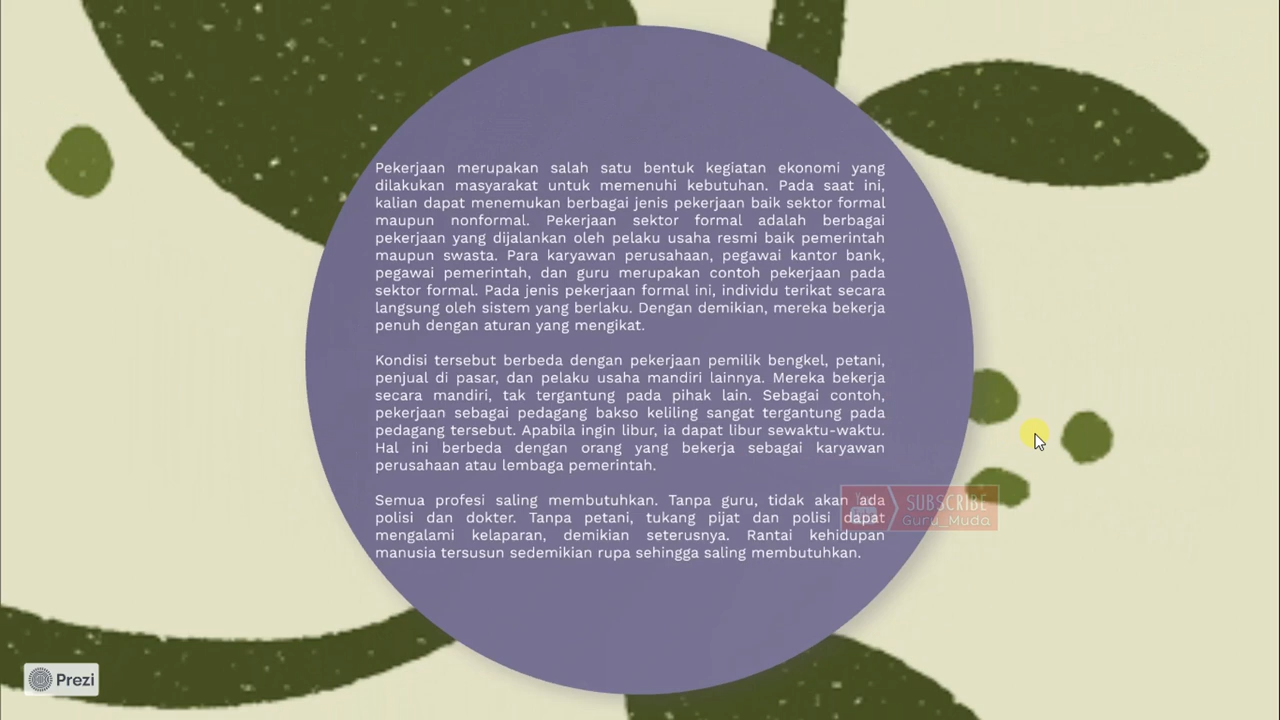 Pekerjaan merupakan salah satu bentuk kegiatan ekonomi yang
dilakukan masyarakat untuk memenuhi kebutuhan. Pada saat ini,
kalian dapat menemukan berbagai jenis pekerjaan baik sektor formal
maupun nonformal. Pekerjaan sektor formal adalah berbagai
pekerjaan yang dijalankan oleh pelaku usaha resmi baik pemerintah
maupun swasta. Para karyawan perusahaan, pegawai kantor bank,
pegawai pemerintah, dan guru merupakan contoh pekerjaan pada
sektor formal. Pada jenis pekerjaan formal ini, individu terikat secara
langsung oleh sistem yang berlaku. Dengan demikian, mereka bekerja
penuh dengan aturan yang mengikat.
Kondisi tersebut berbeda dengan pekerjaan pemilik bengkel, petani,
penjual di pasar, dan pelaku usaha mandiri lainnya. Mereka bekerja
secara mandiri, tak tergantung pada pihak lain. Sebagai contoh,
pekerjaan sebagai pedagang bakso keliling sangat tergantung pada
pedagang tersebut. Apabila ingin libur, ia dapat libur sewaktu-waktu.
Hal ini berbeda dengan orang yang bekerja sebagai karyawan
perusahaan atau lembaga pemerintah.
Semua profesi saling membutuhkan. Tanpa guru, tidak akan ada
polisi dan dokter. Tanpa petani, tukang pijat dan polisi dapat
mengalami kelaparan, demikian seterusnya. Rantai kehidupan
manusia tersusun sedemikian rupa sehingga saling membutuhkan.
SUBSCRIBE
Guru_Muda
Prezi